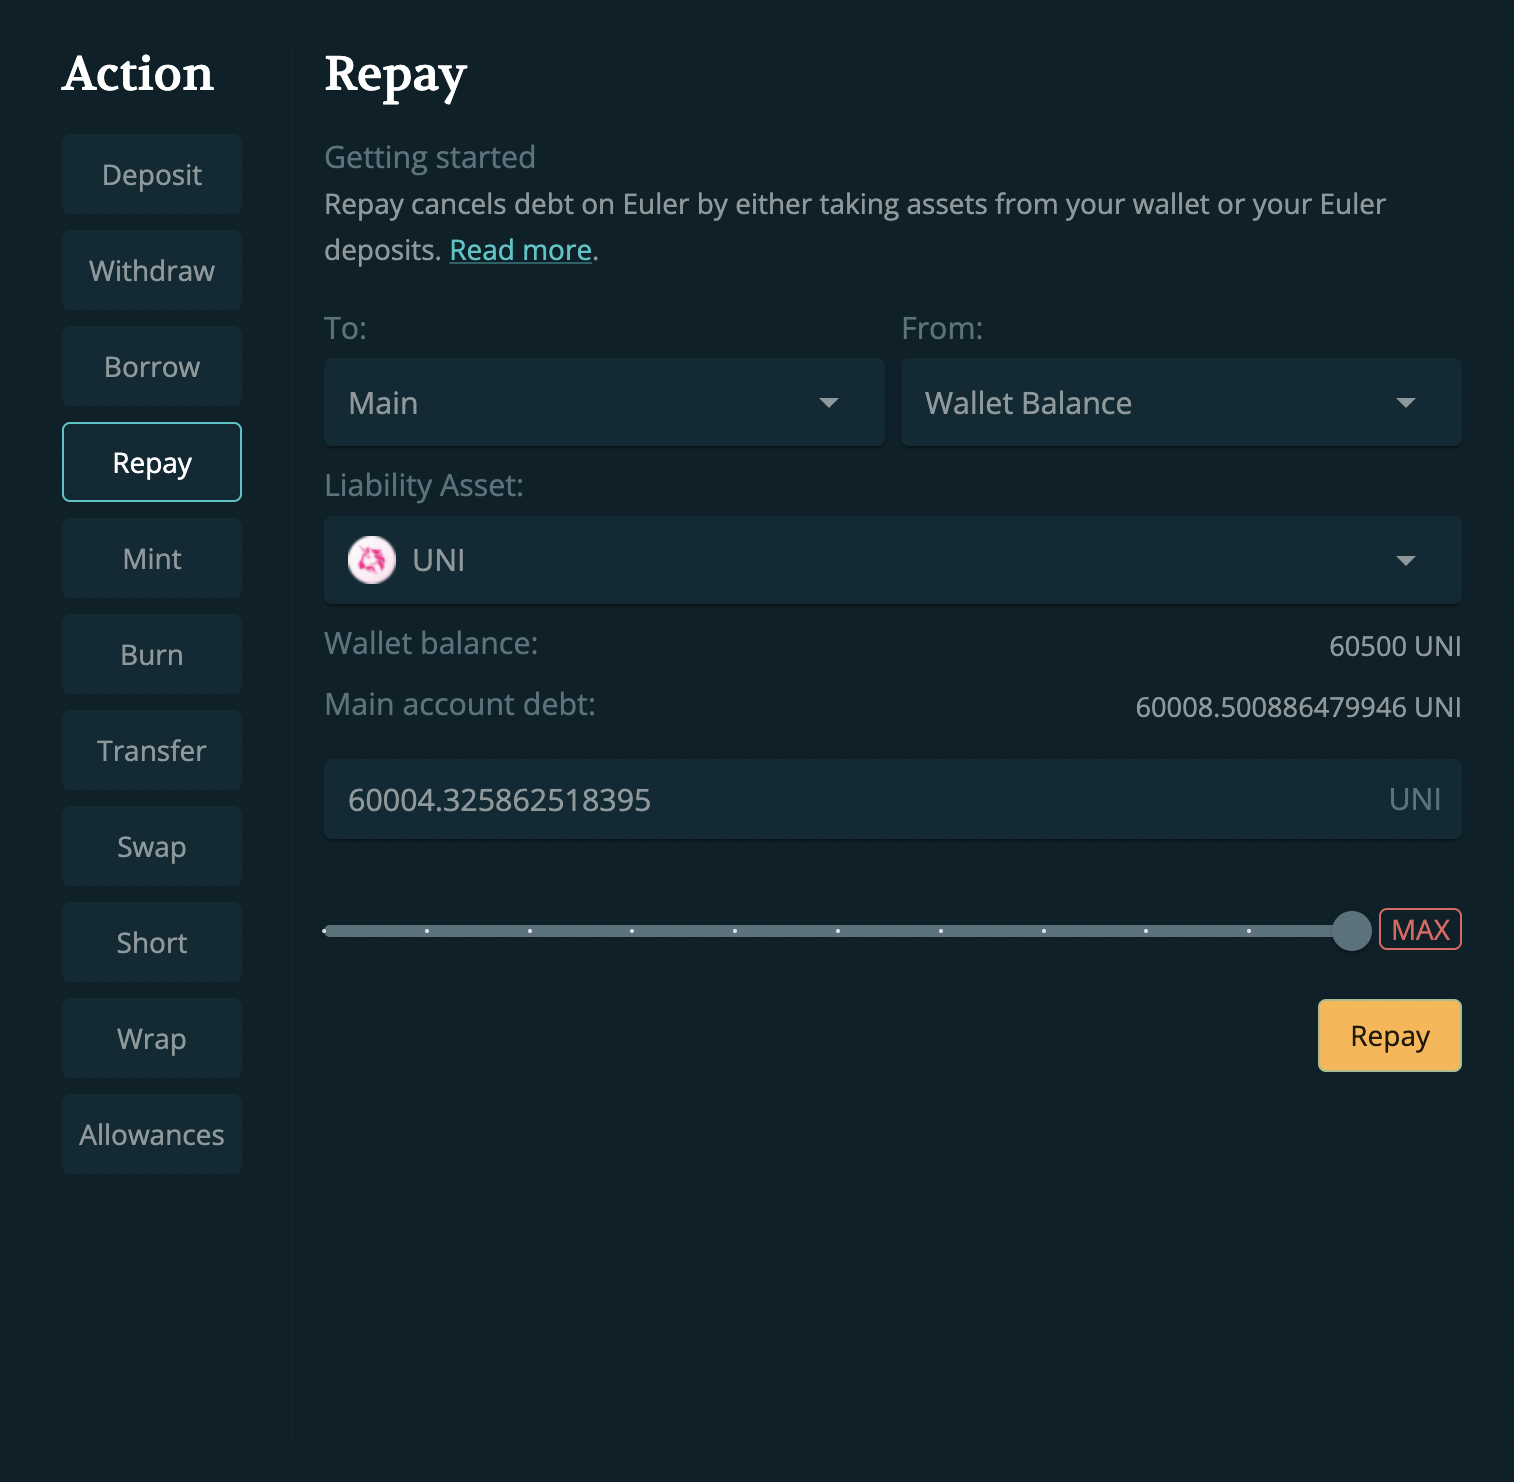 Action
Deposit
Withdraw
Borrow
Repay
Mint
Burn
Transfer
Swap
Short
Wrap
Allowances
Repay
Getting started
Repay cancels debt on Euler by either taking assets from your wallet or your Euler
deposits. Read more.
To:
Main
From:
Wallet Balance
Liability Asset:
UNI
Wallet balance: 60500 UNI
Main account debt: 60008.500886479946 UNI
60004.325862518395 UNI
MAX
Repay